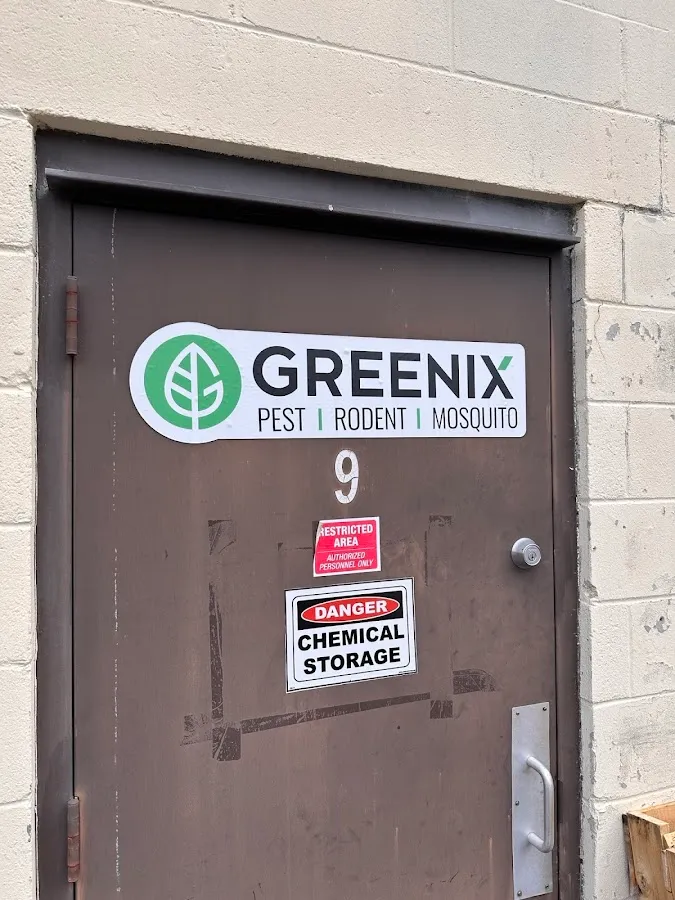 GREENIX
PEST | RODENT | MOSQUITO
9
RESTRICTED
AREA
AUTHORIZED
PERSONNEL ONLY
DANGER
CHEMICAL
STORAGE